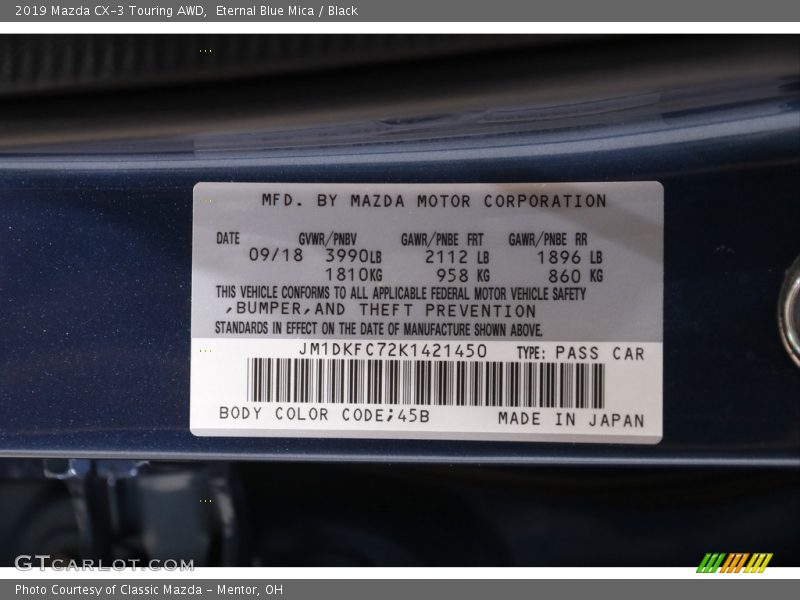 2019 Mazda CX-3 Touring AWD, Eternal Blue Mica / Black
MFD. BY MAZDA MOTOR CORPORATION
DATE GVWR/PNBV GAWR/PNBE FRT GAWR/PNBE RR
09/18 3990LB 2112 LB 1896 LB
1810KG 958 KG 860 KG
THIS VEHICLE CONFORMS TO ALL APPLICABLE FEDERAL MOTOR VEHICLE SAFETY
,BUMPER,AND THEFT PREVENTION
STANDARDS IN EFFECT ON THE DATE OF MANUFACTURE SHOWN ABOVE.
JM1DKFC72K1421450 TYPE: PASS CAR
BODY COLOR CODE;45B MADE IN JAPAN
GTCARLOT.COM
Photo Courtesy of Classic Mazda - Mentor, OH